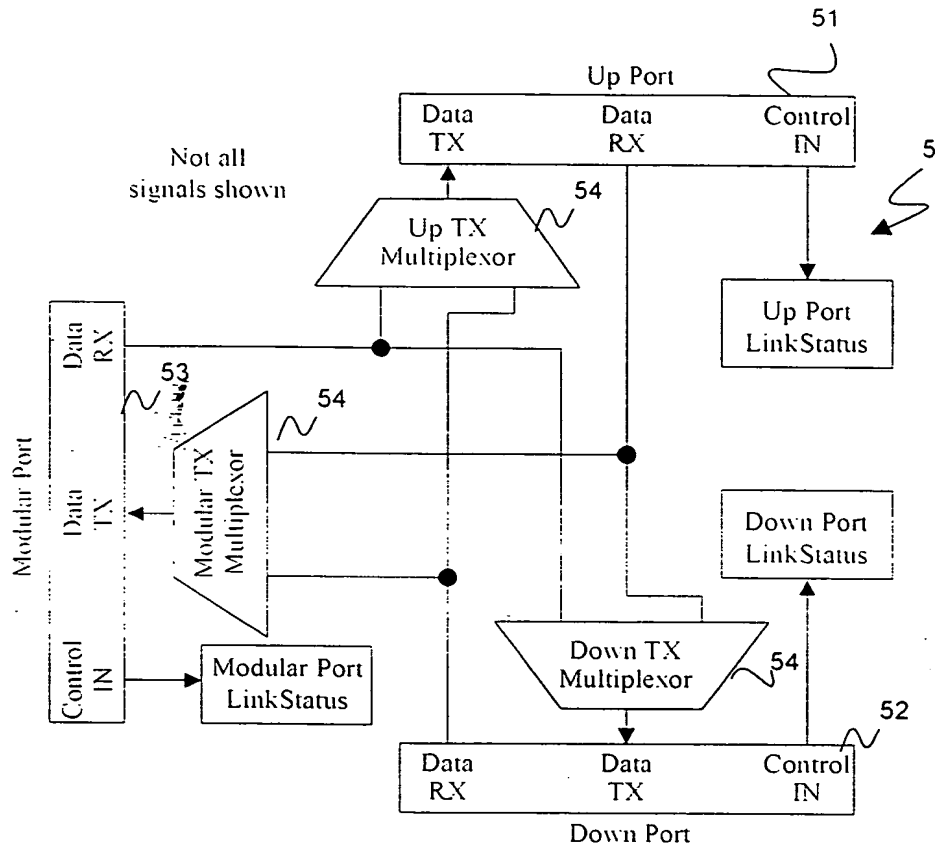 51
Up Port
Data
TX
Data
RX
Control
IN
Not all
signals shown
54
5
Up TX
Multiplexor
Up Port
LinkStatus
Data
RX
53
54
Modular Port
Data
TX
Modular TX
Multiplexor
Down Port
LinkStatus
Control
IN
Modular Port
LinkStatus
Down TX
Multiplexor
54
52
Data
RX
Data
TX
Control
IN
Down Port